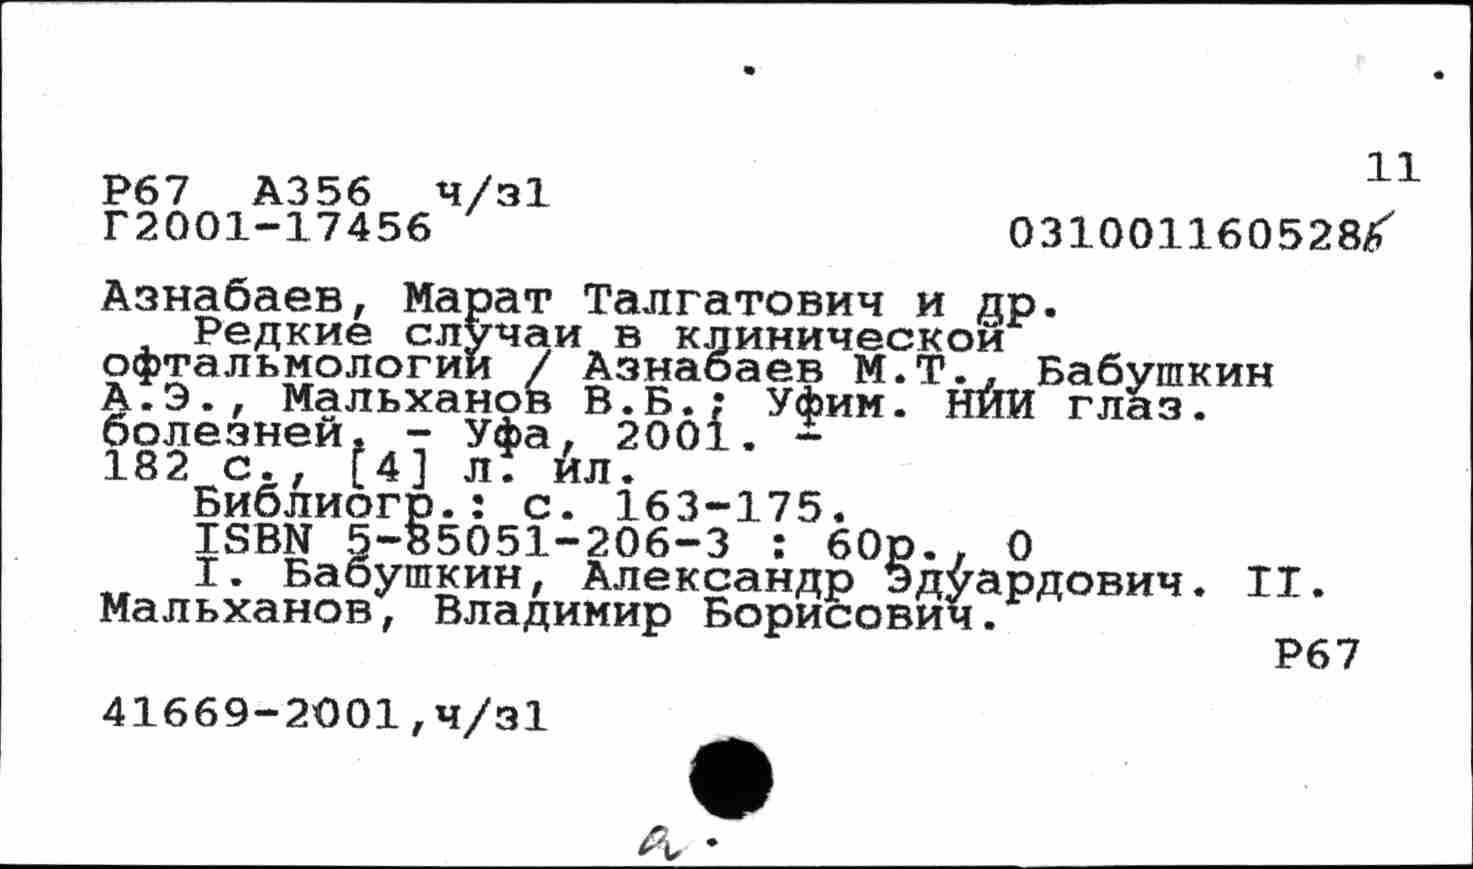 11
Р67 А356 ч/з1
Г2001-17456
031001160528б
Азнабаев, Марат Талгатович и др.
Редкие случаи в клинической
офтальмологии / Азнабаев М.Т., Бабушкин
А.Э., Мальханов В.Б.; Уфим. НИИ глаз.
болезней. - Уфа, 2001. -
182 с., [4] л. ил.
Библиогр.: с. 163-175.
ISBN 5-85051-206-3 : 60р., 0
I. Бабушкин, Александр Эдуардович. II.
Мальханов, Владимир Борисович.
Р67
41669-2001,ч/з1
а.